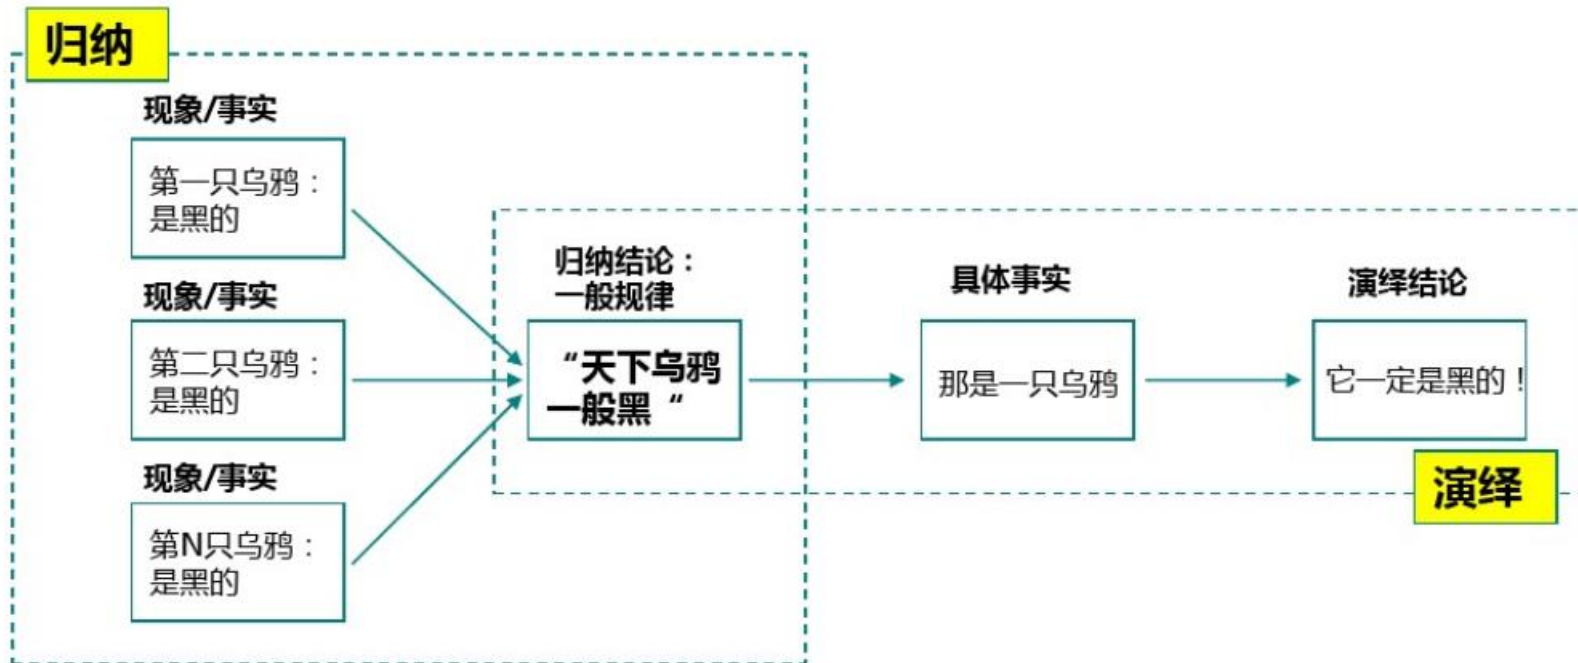 归纳
现象/事实
第一只乌鸦：
是黑的
现象/事实
第二只乌鸦：
是黑的
现象/事实
第N只乌鸦：
是黑的
归纳结论：
一般规律
“天下乌鸦
一般黑“
具体事实
那是一只乌鸦
演绎结论
它一定是黑的！
演绎